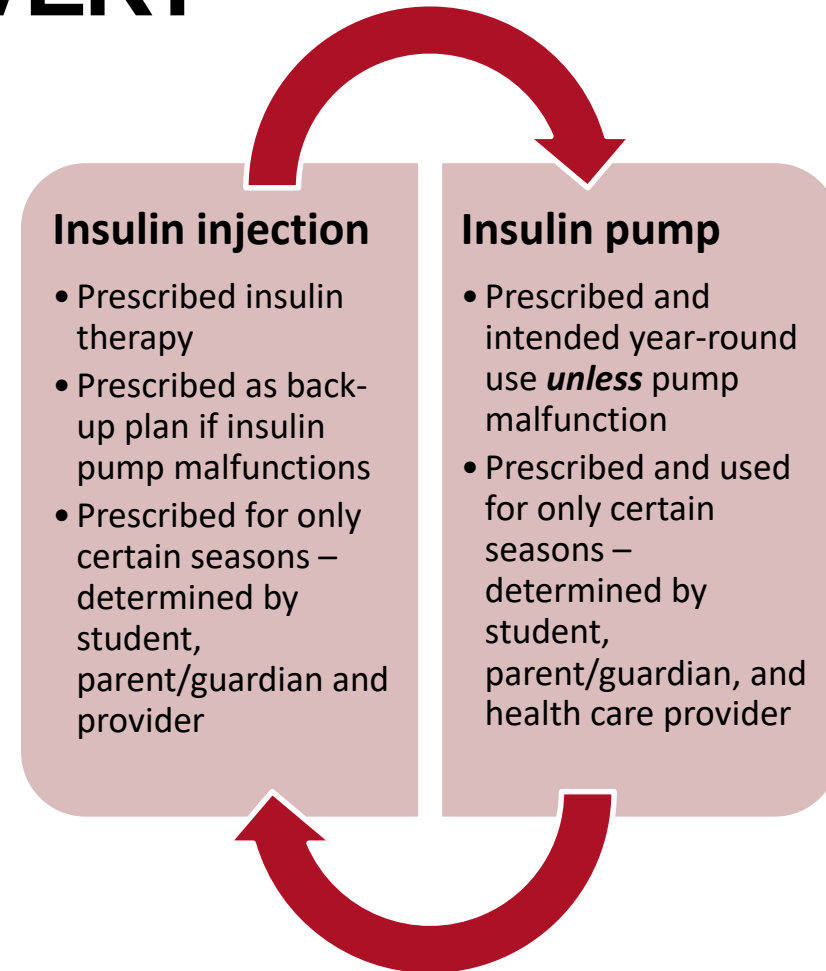 Insulin injection
• Prescribed insulin
therapy
• Prescribed as back-
up plan if insulin
pump malfunctions
• Prescribed for only
certain seasons –
determined by
student,
parent/guardian and
provider
Insulin pump
• Prescribed and
intended year-round
use unless pump
malfunction
• Prescribed and used
for only certain
seasons –
determined by
student,
parent/guardian, and
health care provider